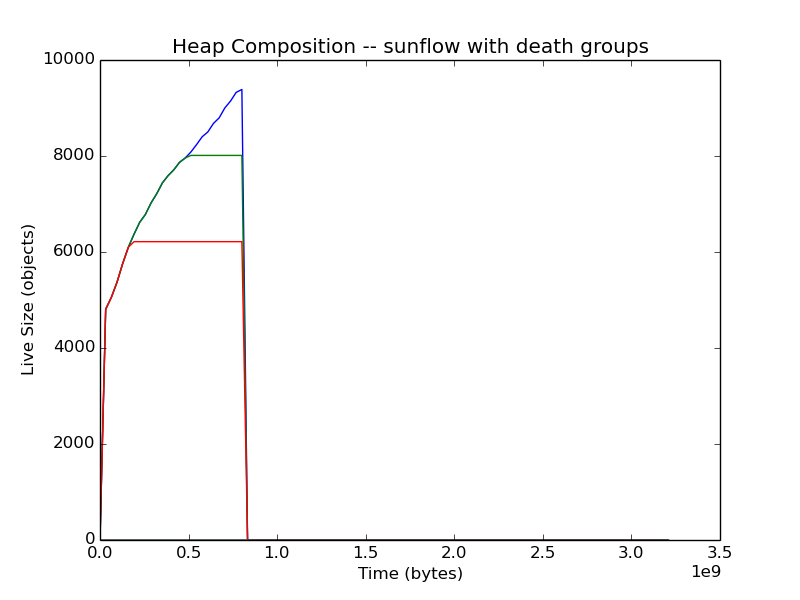 Heap Composition -- sunflow with death groups
10000
8000
6000
4000
2000
0
Live Size (objects)
0.0 0.5 1.0 1.5 2.0 2.5 3.0 3.5
1e9
Time (bytes)